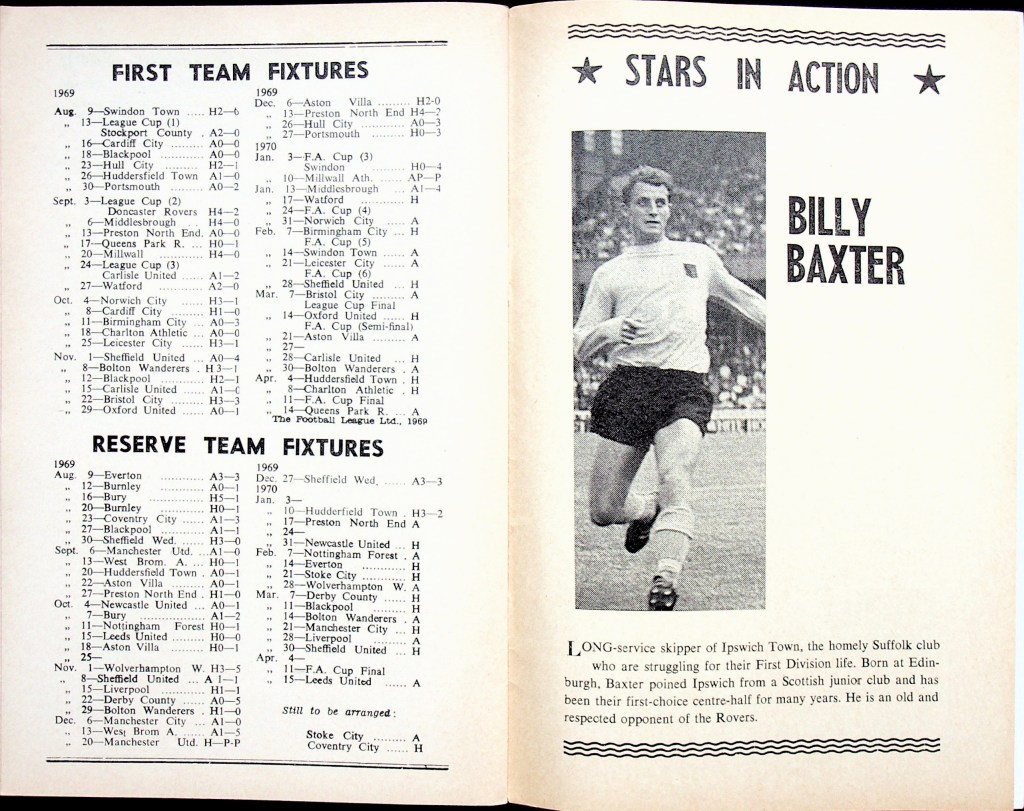 FIRST TEAM FIXTURES
1969
Aug. 9—Swindon Town ..... H2—6
„ 13—League Cup (1)
Stockport County . A2—0
„ 16—Cardiff City ......... A0—0
„ 18—Blackpool ......... A0—0
„ 23—Hull City ......... H2—1
„ 26—Huddersfield Town A1—0
„ 30—Portsmouth ......... A0—2
Sept. 3—League Cup (2)
Doncaster Rovers H4—2
6—Middlesbrough .. H4—0
„ 13—Preston North End. A0—0
„ 17—Queens Park R. ... H0—1
„ 20—Millwall ............ H4—0
„ 24—League Cup (3)
Carlisle United ... A1—2
„ 27—Watford ............ A2—0
Oct. 4—Norwich City ...... H3—1
„ 8—Cardiff City ......... H1—0
„ 11—Birmingham City ... A0—3
„ 18—Charlton Athletic ... A0—0
„ 25—Leicester City ...... H3—1
Nov. 1—Sheffield United ... A0—4
„ 8—Bolton Wanderers . H 3—1
„ 12—Blackpool ............ H2—1
„ 15—Carlisle United ..... A1—0
„ 22—Bristol City ......... H3—3
„ 29—Oxford United ...... A0—1
1969
Dec. 6—Aston Villa ......... H2-0
„ 13—Preston North End H4—2
„ 26—Hull City ............ A0—3
„ 27—Portsmouth ......... H0—3
1970
Jan. 3—F.A. Cup (3)
Swindon ............ H0—4
„ 10—Millwall Ath. ...... AP—P
Jan. 13—Middlesbrough ... A1—4
„ 17—Watford ............ H
„ 24—F.A. Cup (4)
„ 31—Norwich City ...... A
Feb. 7—Birmingham City ... H
F.A. Cup (5)
„ 14—Swindon Town ..... A
„ 21—Leicester City ...... A
F.A. Cup (6)
„ 28—Sheffield United ... H
Mar. 7—Bristol City ......... A
League Cup Final
„ 14—Oxford United ...... H
F.A. Cup (Semi-final)
„ 21—Aston Villa ......... A
„ 27—
„ 28—Carlisle United ... H
„ 30—Bolton Wanderers . A
Apr. 4—Huddersfield Town . H
„ 8—Charlton Athletic . H
„ 11—F.A. Cup Final
„ 14—Queens Park R. ... A
The Football League Ltd., 1969
RESERVE TEAM FIXTURES
1969
Aug. 9—Everton ............ A3—3
„ 12—Burnley ............ A0—1
„ 16—Bury ............ H5—1
„ 20—Burnley ............ H0—1
„ 23—Coventry City ...... A1—3
„ 27—Blackpool ............ A1—1
„ 30—Sheffield Wed. ...... H3—0
Sept. 6—Manchester Utd. ...A1—0
„ 13—West Brom. A. ... H0—1
„ 20—Huddersfield Town . A0—1
„ 22—Aston Villa ......... A0—1
„ 27—Preston North End . H1—0
Oct. 4—Newcastle United ... A0—1
„ 7—Bury .................. A1—2
„ 11—Nottingham Forest H0—1
„ 15—Leeds United ......... H0—0
„ 18—Aston Villa ......... H0—1
„ 25—
Nov. 1—Wolverhampton W. H3—5
„ 8—Sheffield United ... A 1—1
„ 15—Liverpool ............ H1—1
„ 22—Derby County ...... A0—5
„ 29—Bolton Wanderers . H1—0
Dec. 6—Manchester City ... A1—0
„ 13—West Brom A. ..... A1—5
„ 20—Manchester Utd. H—P-P
1969
Dec. 27—Sheffield Wed. ...... A3—3
1970
Jan. 3—
„ 10—Hudderfield Town . H3—2
„ 17—Preston North End A
„ 24—
„ 31—Newcastle United ... H
Feb. 7—Nottingham Forest . A
„ 14—Everton ............ H
„ 21—Stoke City ............ H
„ 28—Wolverhampton W. A
Mar. 7—Derby County ...... H
„ 11—Blackpool ......... H
„ 14—Bolton Wanderers . A
„ 21—Manchester City ... H
„ 28—Liverpool ............ A
„ 30—Sheffield United ... H
Apr. 4—
„ 11—F.A. Cup Final
„ 15—Leeds United ...... A
Still to be arranged:
Stoke City ......... A
Coventry City ...... H
★ STARS IN ACTION ★
BILLY
BAXTER
LONG-service skipper of Ipswich Town, the homely Suffolk club
who are struggling for their First Division life. Born at Edin-
burgh, Baxter poined Ipswich from a Scottish junior club and has
been their first-choice centre-half for many years. He is an old and
respected opponent of the Rovers.